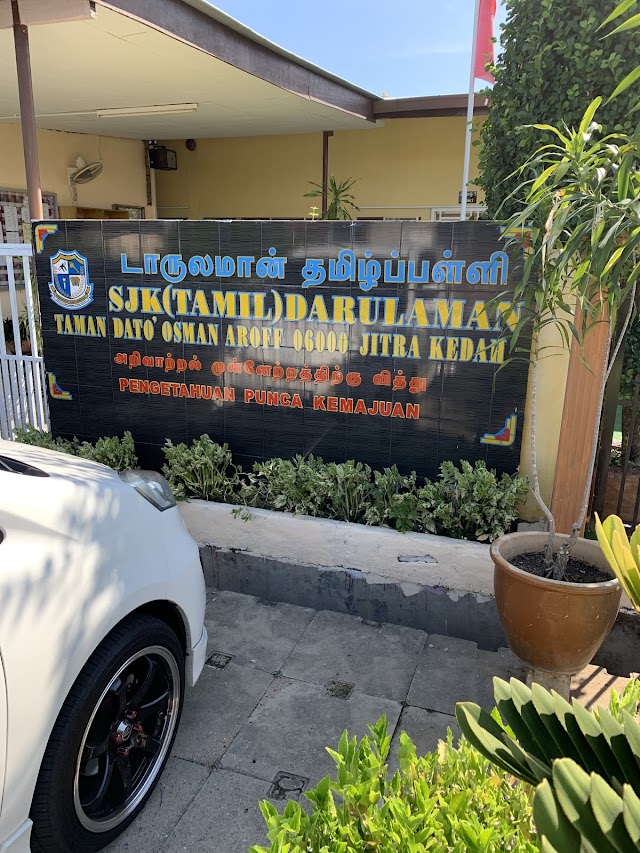 டாருலமான் தமிழ்ப்பள்ளி
SJK(TAMIL)DARULAMAN
TAMAN DATO' OSMAN AROFF 06000 JITRA KEDAH
அறிவாற்றல் முன்னேற்றத்திற்கு வித்து
PENGETAHUAN PUNCA KEMAJUAN